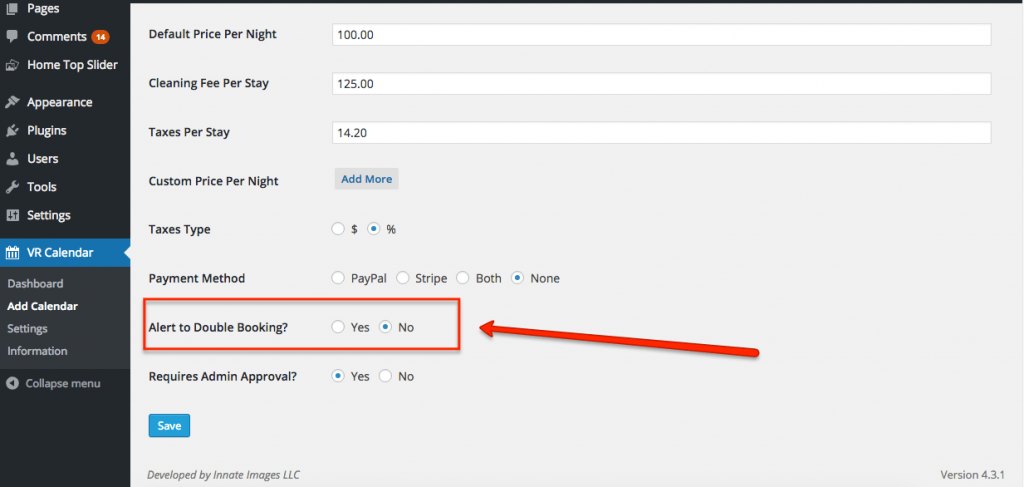 Pages
Comments 14
Home Top Slider
Appearance
Plugins
Users
Tools
Settings
VR Calendar
Dashboard
Add Calendar
Settings
Information
Collapse menu
Default Price Per Night 100.00
Cleaning Fee Per Stay 125.00
Taxes Per Stay 14.20
Custom Price Per Night Add More
Taxes Type $ %
Payment Method PayPal Stripe Both None
Alert to Double Booking? Yes No
Requires Admin Approval? Yes No
Save
Developed by Innate Images LLC Version 4.3.1